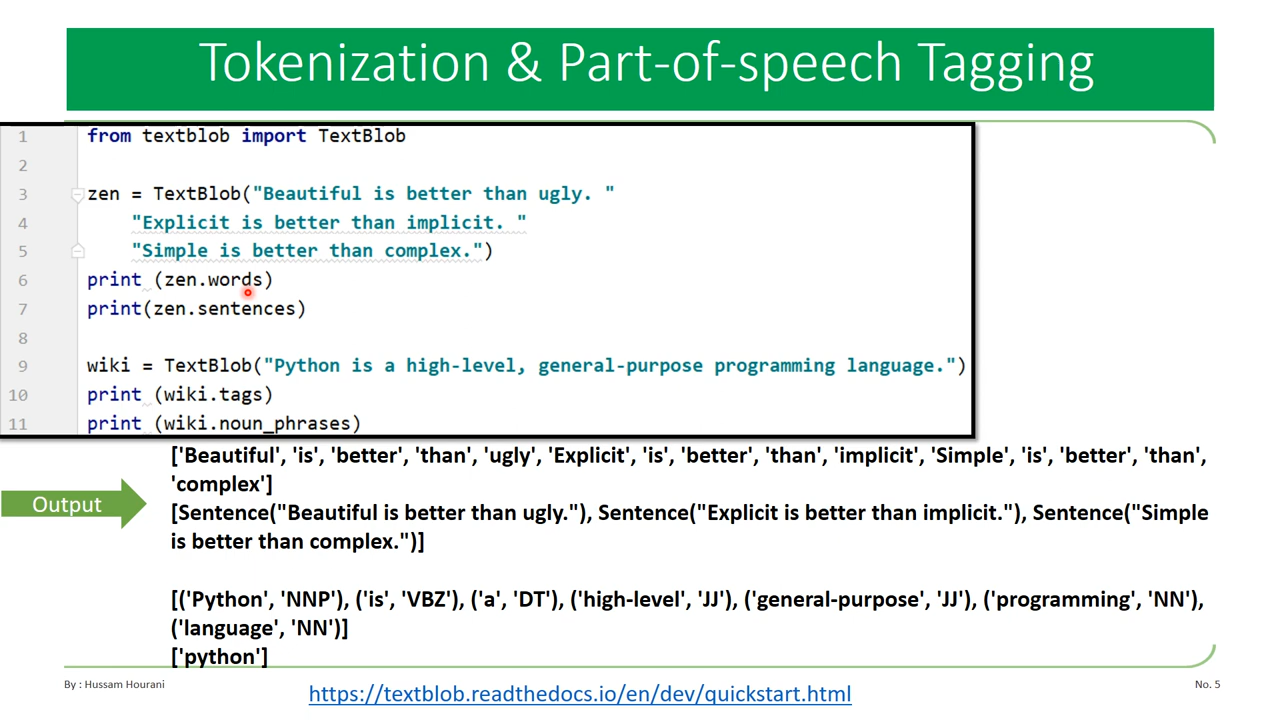 Tokenization & Part-of-speech Tagging
1 from textblob import TextBlob
2
3 zen = TextBlob("Beautiful is better than ugly. "
4     "Explicit is better than implicit. "
5     "Simple is better than complex.")
6 print (zen.words)
7 print(zen.sentences)
8
9 wiki = TextBlob("Python is a high-level, general-purpose programming language.")
10 print (wiki.tags)
11 print (wiki.noun_phrases)
Output
['Beautiful', 'is', 'better', 'than', 'ugly', 'Explicit', 'is', 'better', 'than', 'implicit', 'Simple', 'is', 'better', 'than',
'complex']
[Sentence("Beautiful is better than ugly."), Sentence("Explicit is better than implicit."), Sentence("Simple
is better than complex.")]
[('Python', 'NNP'), ('is', 'VBZ'), ('a', 'DT'), ('high-level', 'JJ'), ('general-purpose', 'JJ'), ('programming', 'NN'),
('language', 'NN')]
['python']
By : Hussam Hourani
https://textblob.readthedocs.io/en/dev/quickstart.html
No. 5